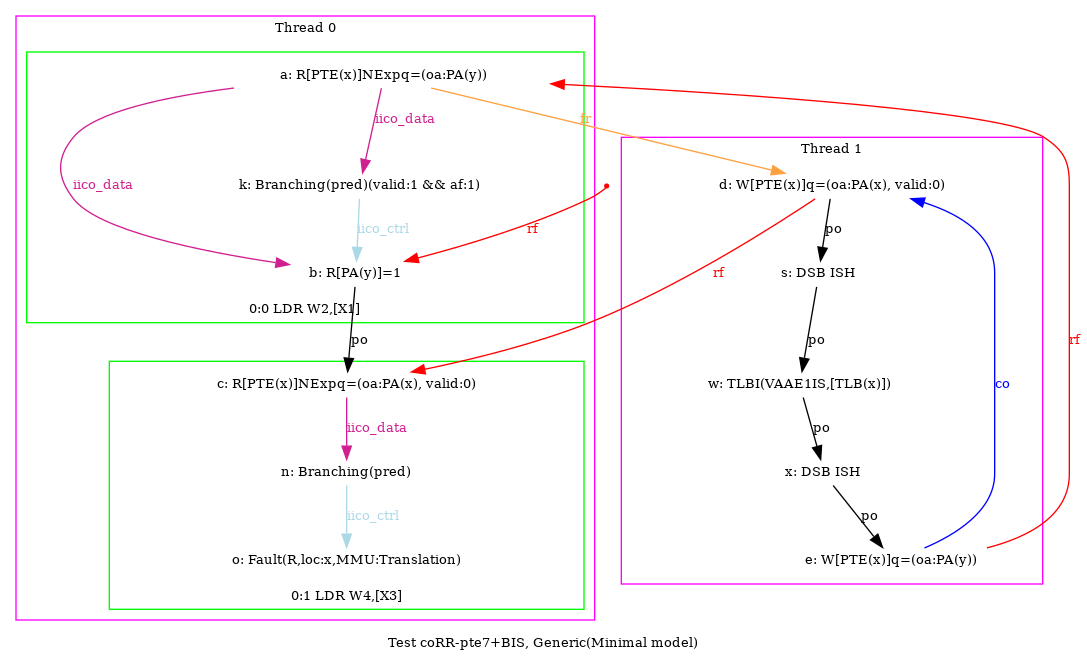 Thread 0
a: R[PTE(x)]NExpq=(oa:PA(y))
iico_data
fr
Thread 1
iico_data
k: Branching(pred)(valid:1 && af:1)
d: W[PTE(x)]q=(oa:PA(x), valid:0)
iico_ctrl
rf
po
b: R[PA(y)]=1
rf
s: DSB ISH
0:0 LDR W2,[X1]
po
po
rf
c: R[PTE(x)]NExpq=(oa:PA(x), valid:0)
w: TLBI(VAAE1IS,[TLB(x)])
co
iico_data
po
n: Branching(pred)
x: DSB ISH
iico_ctrl
po
o: Fault(R,loc:x,MMU:Translation)
e: W[PTE(x)]q=(oa:PA(y))
0:1 LDR W4,[X3]
Test coRR-pte7+BIS, Generic(Minimal model)